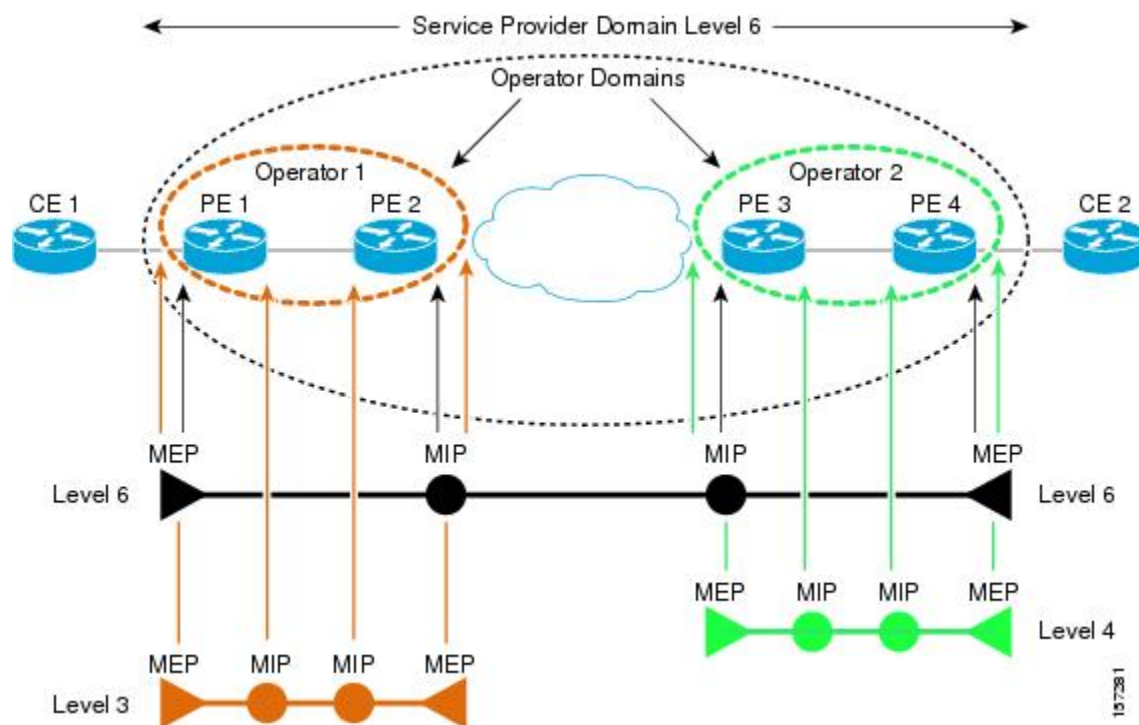 Service Provider Domain Level 6
Operator Domains
Operator 1
Operator 2
CE 1
PE 1
PE 2
PE 3
PE 4
CE 2
MEP
MIP
MIP
MEP
Level 6
Level 6
MEP
MIP
MIP
MEP
Level 4
MEP
MIP
MIP
MEP
Level 3
157281